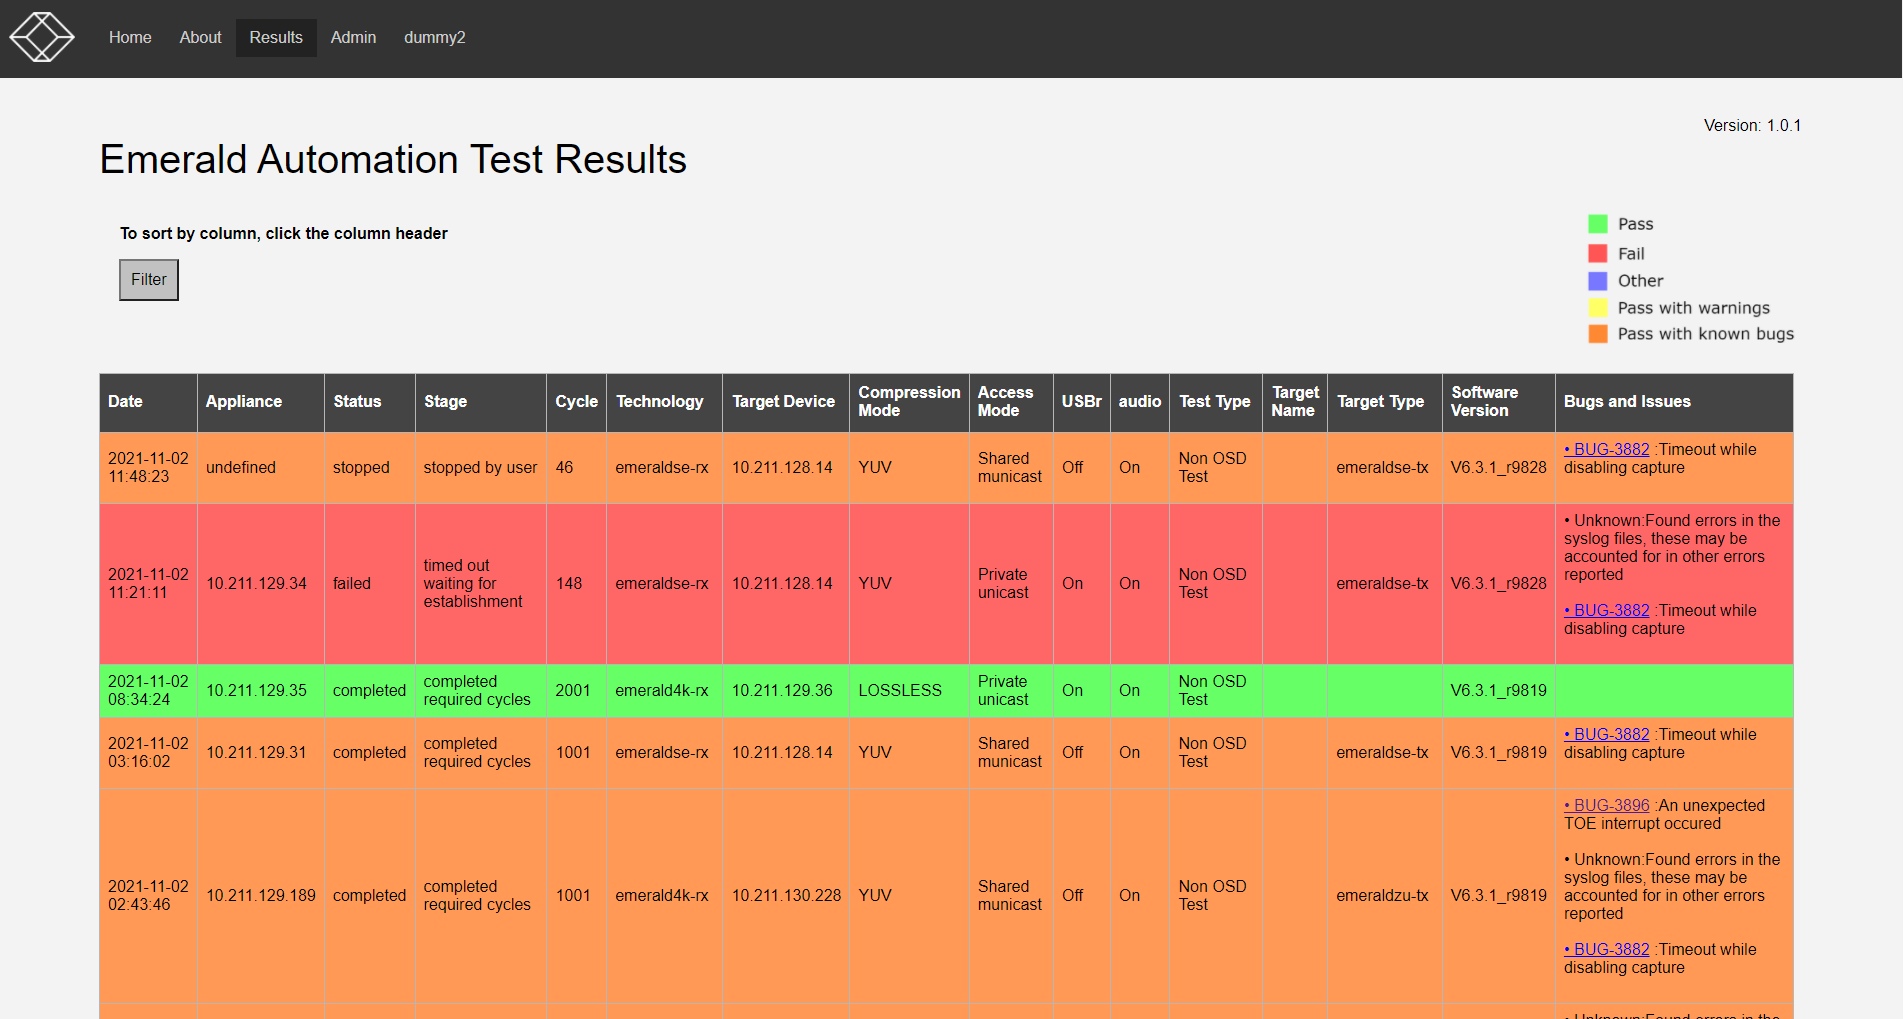 Home About Results Admin dummy2
Version: 1.0.1
Emerald Automation Test Results
To sort by column, click the column header
Filter
Pass
Fail
Other
Pass with warnings
Pass with known bugs
Date Appliance Status Stage Cycle Technology Target Device Compression Mode Access Mode USBr audio Test Type Target Name Target Type Software Version Bugs and Issues
2021-11-02 11:48:23 undefined stopped stopped by user 46 emeraldse-rx 10.211.128.14 YUV Shared municast Off On Non OSD Test emeraldse-tx V6.3.1_r9828 • BUG-3882 :Timeout while disabling capture
2021-11-02 11:21:11 10.211.129.34 failed timed out waiting for establishment 148 emeraldse-rx 10.211.128.14 YUV Private unicast On On Non OSD Test emeraldse-tx V6.3.1_r9828 • Unknown:Found errors in the syslog files, these may be accounted for in other errors reported
• BUG-3882 :Timeout while disabling capture
2021-11-02 08:34:24 10.211.129.35 completed completed required cycles 2001 emerald4k-rx 10.211.129.36 LOSSLESS Private unicast On On Non OSD Test V6.3.1_r9819
2021-11-02 03:16:02 10.211.129.31 completed completed required cycles 1001 emeraldse-rx 10.211.128.14 YUV Shared municast Off On Non OSD Test emeraldse-tx V6.3.1_r9819 • BUG-3882 :Timeout while disabling capture
2021-11-02 02:43:46 10.211.129.189 completed completed required cycles 1001 emerald4k-rx 10.211.130.228 YUV Shared municast Off On Non OSD Test emeraldzu-tx V6.3.1_r9819 • BUG-3896 :An unexpected TOE interrupt occured
• Unknown:Found errors in the syslog files, these may be accounted for in other errors reported
• BUG-3882 :Timeout while disabling capture
• Unknown:Found errors in the